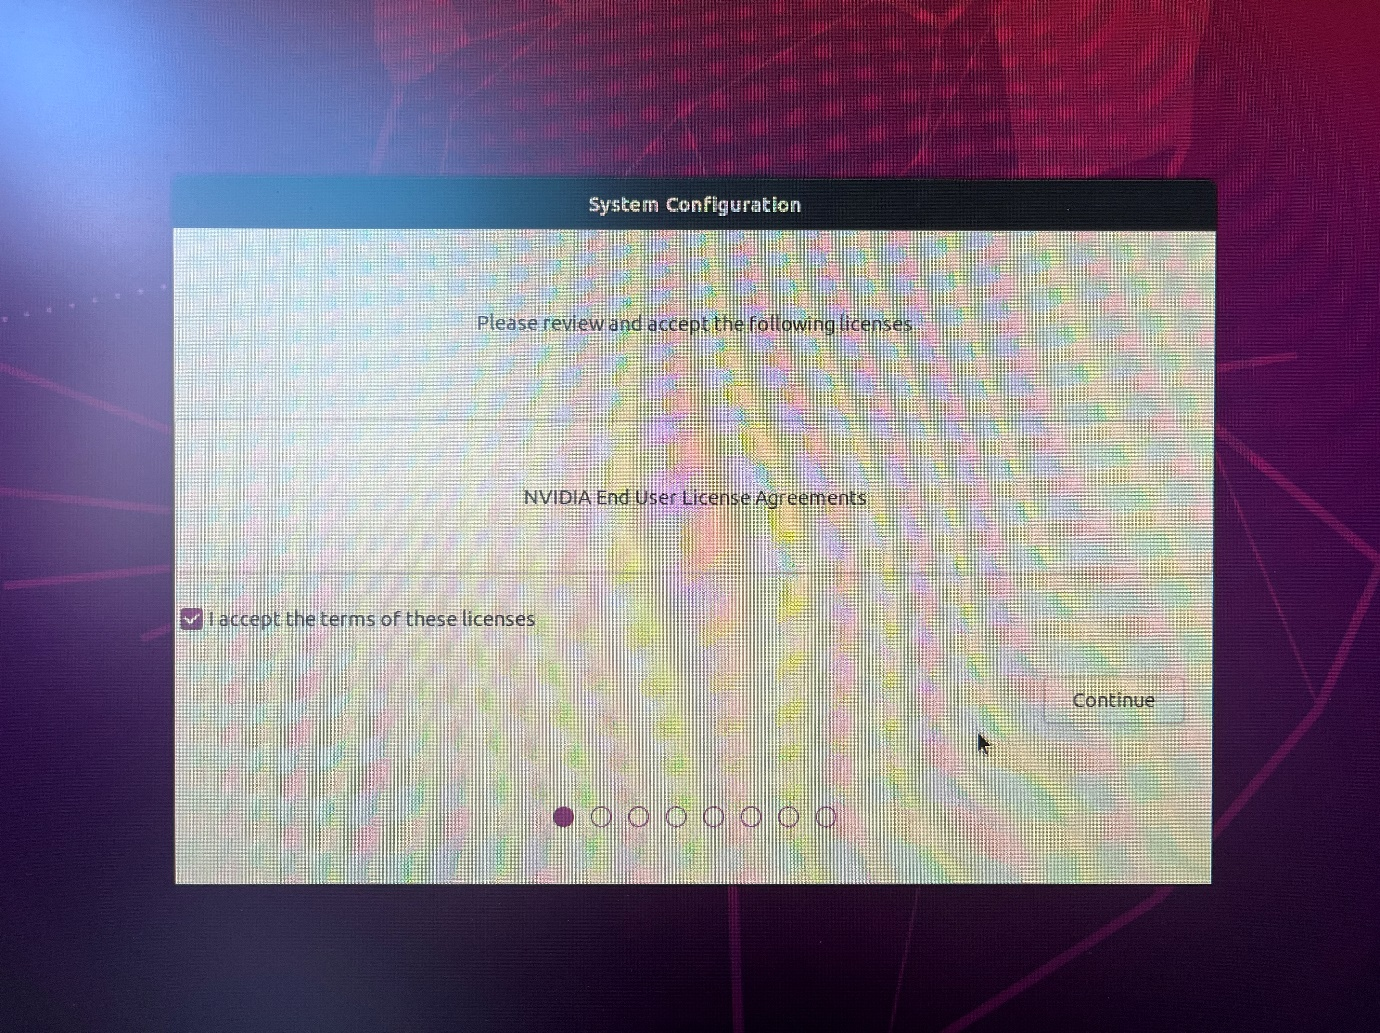 System Configuration
Please review and accept the following licenses
NVIDIA End User License Agreements
I accept the terms of these licenses
Continue